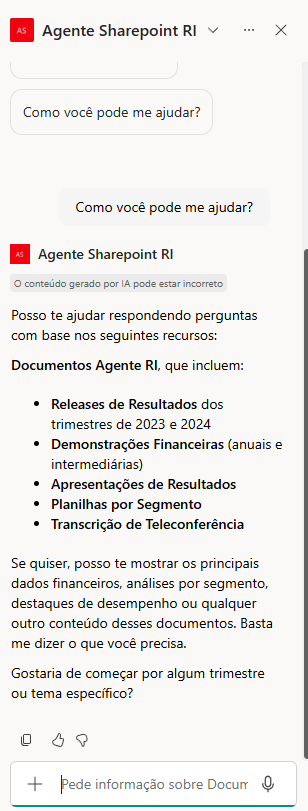 AS Agente Sharepoint RI
Como você pode me ajudar?
Como você pode me ajudar?
AS Agente Sharepoint RI
O conteúdo gerado por IA pode estar incorreto
Posso te ajudar respondendo perguntas
com base nos seguintes recursos:
Documentos Agente RI, que incluem:
• Releases de Resultados dos
trimestres de 2023 e 2024
• Demonstrações Financeiras (anuais e
intermediárias)
• Apresentações de Resultados
• Planilhas por Segmento
• Transcrição de Teleconferência
Se quiser, posso te mostrar os principais
dados financeiros, análises por segmento,
destaques de desempenho ou qualquer
outro conteúdo desses documentos. Basta
me dizer o que você precisa.
Gostaria de começar por algum trimestre
ou tema específico?
Pede informação sobre Docum